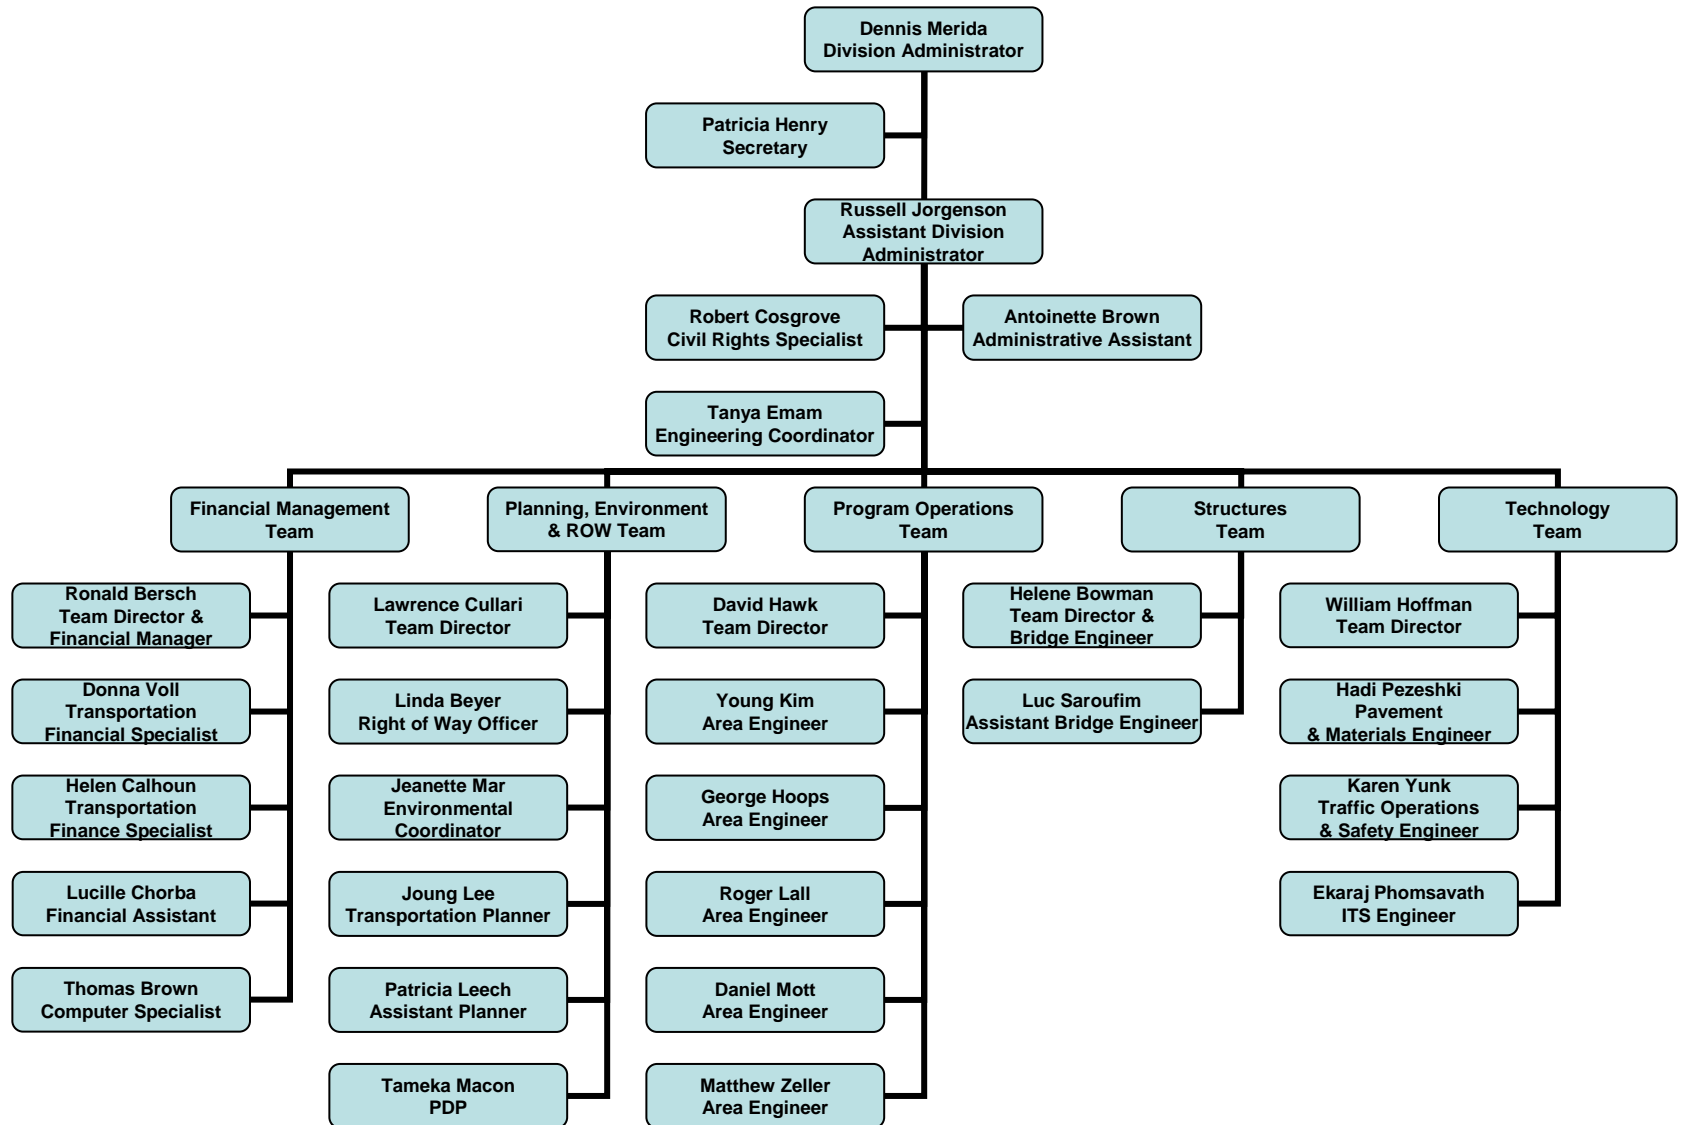 Dennis Merida
Division Administrator
Patricia Henry
Secretary
Russell Jorgenson
Assistant Division
Administrator
Robert Cosgrove
Civil Rights Specialist
Antoinette Brown
Administrative Assistant
Tanya Emam
Engineering Coordinator
Financial Management
Team
Ronald Bersch
Team Director &
Financial Manager
Donna Voll
Transportation
Financial Specialist
Helen Calhoun
Transportation
Finance Specialist
Lucille Chorba
Financial Assistant
Thomas Brown
Computer Specialist
Planning, Environment
& ROW Team
Lawrence Cullari
Team Director
Linda Beyer
Right of Way Officer
Jeanette Mar
Environmental
Coordinator
Joung Lee
Transportation Planner
Patricia Leech
Assistant Planner
Tameka Macon
PDP
Program Operations
Team
David Hawk
Team Director
Young Kim
Area Engineer
George Hoops
Area Engineer
Roger Lall
Area Engineer
Daniel Mott
Area Engineer
Matthew Zeller
Area Engineer
Structures
Team
Helene Bowman
Team Director &
Bridge Engineer
Luc Saroufim
Assistant Bridge Engineer
Technology
Team
William Hoffman
Team Director
Hadi Pezeshki
Pavement
& Materials Engineer
Karen Yunk
Traffic Operations
& Safety Engineer
Ekaraj Phomsavath
ITS Engineer